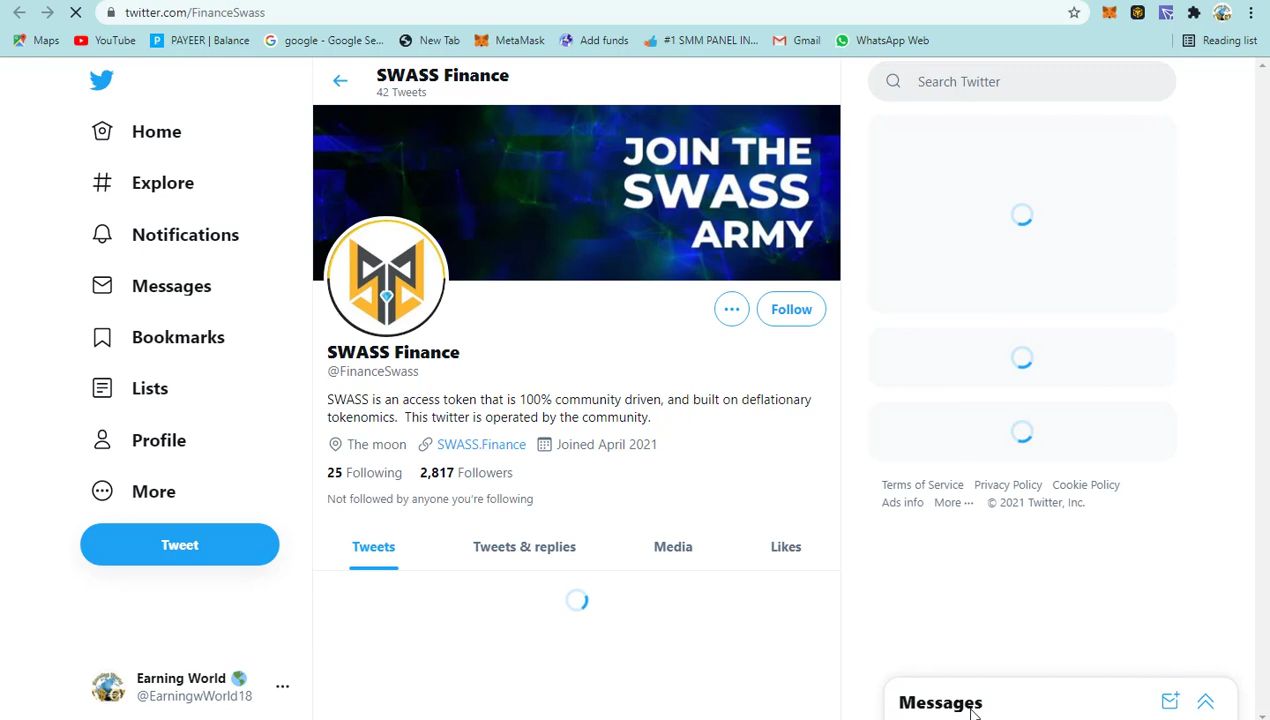 twitter.com/FinanceSwass
Maps
YouTube
PAYEER | Balance
google - Google Se...
New Tab
MetaMask
Add funds
#1 SMM PANEL IN...
Gmail
WhatsApp Web
Reading list
SWASS Finance
42 Tweets
Search Twitter
Home
Explore
Notifications
Messages
Bookmarks
Lists
Profile
More
Tweet
JOIN THE
SWASS
ARMY
Follow
SWASS Finance
@FinanceSwass
SWASS is an access token that is 100% community driven, and built on deflationary
tokenomics. This twitter is operated by the community.
The moon SWASS.Finance Joined April 2021
25 Following 2,817 Followers
Not followed by anyone you're following
Tweets Tweets & replies Media Likes
Terms of Service Privacy Policy Cookie Policy
Ads info More ··· © 2021 Twitter, Inc.
Earning World
@EarningwWorld18
Messages